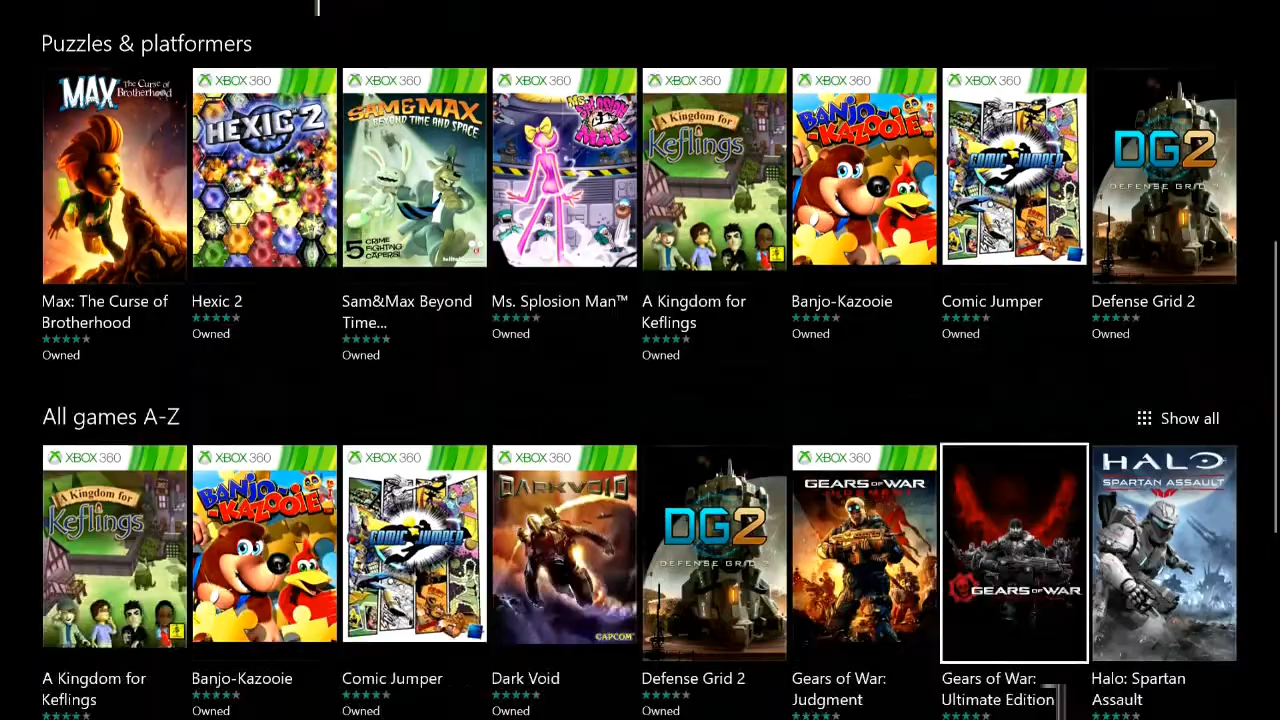 Puzzles & platformers
MAX The Curse of Brotherhood
XBOX 360
HEXIC 2
XBOX 360
SAM & MAX
BEYOND TIME AND SPACE
5 CRIME FIGHTING CAPERS!
telltalegames
XBOX 360
MS. SPLOSION MAN
XBOX 360
A Kingdom for
Keflings
XBOX 360
BANJO-KAZOOIE
XBOX 360
COMIC JUMPER
DG2
DEFENSE GRID 2
Max: The Curse of
Brotherhood
Owned
Hexic 2
Owned
Sam&Max Beyond
Time...
Owned
Ms. Splosion Man™
Owned
A Kingdom for
Keflings
Owned
Banjo-Kazooie
Owned
Comic Jumper
Owned
Defense Grid 2
Owned
All games A-Z
Show all
XBOX 360
A Kingdom for
Keflings
XBOX 360
BANJO-KAZOOIE
XBOX 360
COMIC JUMPER
XBOX 360
DARKVOID
CAPCOM
DG2
DEFENSE GRID 2
XBOX 360
GEARS OF WAR
JUDGMENT
GEARS OF WAR
HALO
SPARTAN ASSAULT
A Kingdom for
Keflings
Banjo-Kazooie
Owned
Comic Jumper
Owned
Dark Void
Owned
Defense Grid 2
Owned
Gears of War:
Judgment
Gears of War:
Ultimate Edition
Halo: Spartan
Assault